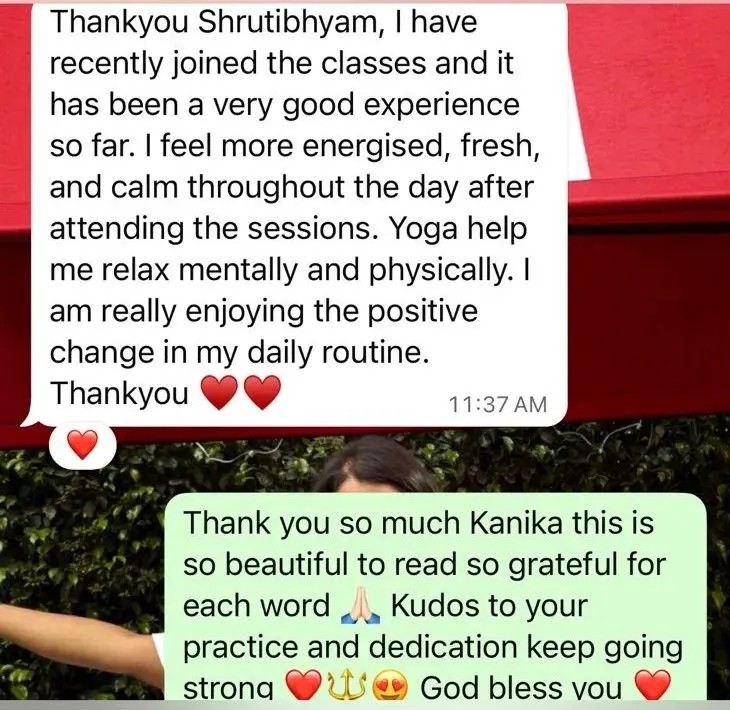 Thankyou Shrutibhyam, I have
recently joined the classes and it
has been a very good experience
so far. I feel more energised, fresh,
and calm throughout the day after
attending the sessions. Yoga help
me relax mentally and physically. I
am really enjoying the positive
change in my daily routine.
Thankyou ♥️♥️
11:37 AM
❤️
Thank you so much Kanika this is
so beautiful to read so grateful for
each word 🙏🏻 Kudos to your
practice and dedication keep going
strong ❤️🔱😍 God bless you ❤️